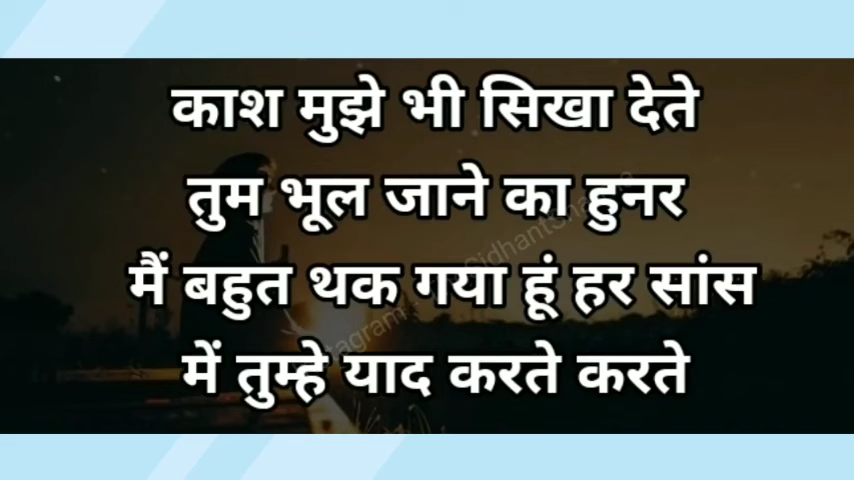 काश मुझे भी सिखा देते
तुम भूल जाने का हुनर
मैं बहुत थक गया हूं हर सांस
में तुम्हे याद करते करते